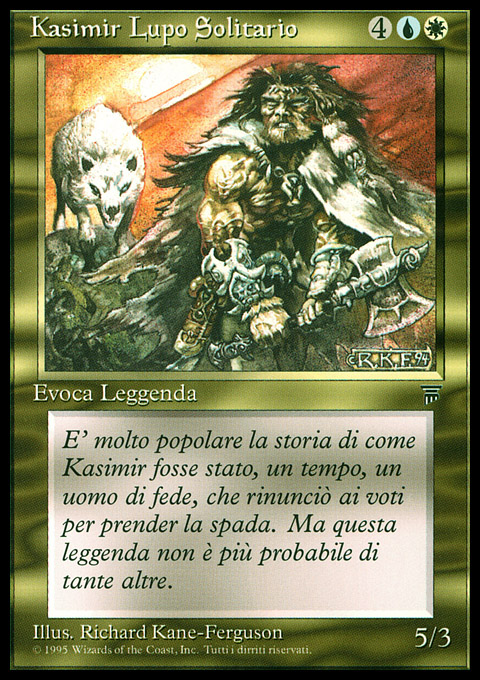 Kasimir Lupo Solitario 4
© R.K.F. 94
Evoca Leggenda
E' molto popolare la storia di come
Kasimir fosse stato, un tempo, un
uomo di fede, che rinunciò ai voti
per prender la spada. Ma questa
leggenda non è più probabile di
tante altre.
Illus. Richard Kane-Ferguson
5/3
© 1995 Wizards of the Coast, Inc. Tutti i dirriti riservati.